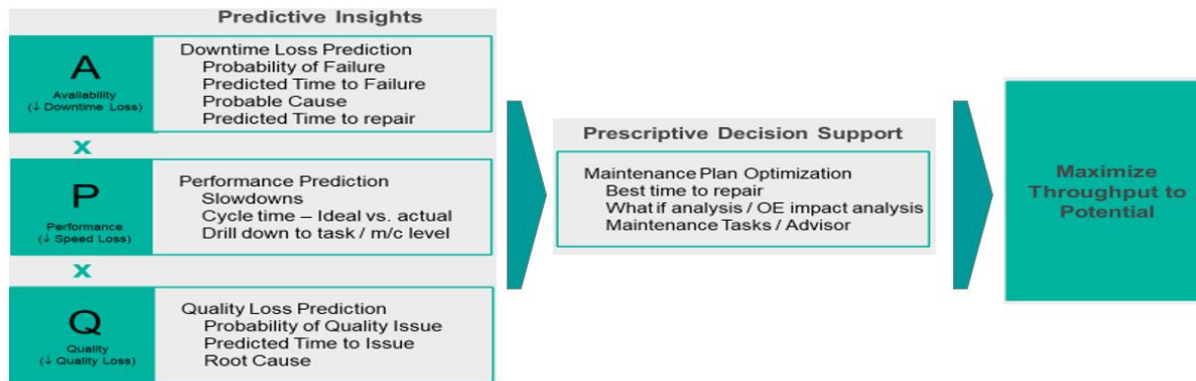 Predictive Insights
A
Availability
(↓ Downtime Loss)
Downtime Loss Prediction
Probability of Failure
Predicted Time to Failure
Probable Cause
Predicted Time to repair
x
P
Performance
(↓ Speed Loss)
Performance Prediction
Slowdowns
Cycle time – Ideal vs. actual
Drill down to task / m/c level
x
Q
Quality
(↓ Quality Loss)
Quality Loss Prediction
Probability of Quality Issue
Predicted Time to Issue
Root Cause
Prescriptive Decision Support
Maintenance Plan Optimization
Best time to repair
What if analysis / OE impact analysis
Maintenance Tasks / Advisor
Maximize
Throughput to
Potential